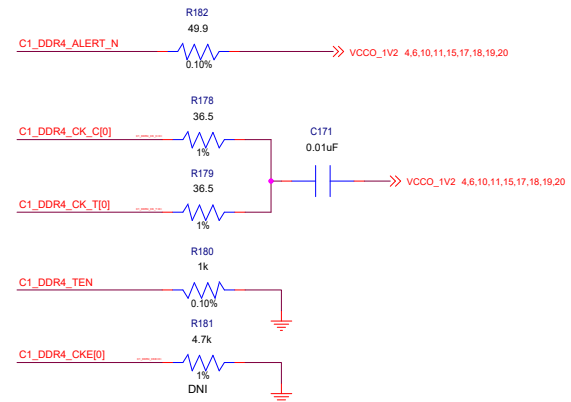 R182
49.9
C1_DDR4_ALERT_N
VCCO_1V2 4,6,10,11,15,17,18,19,20
0.10%
R178
36.5
C1_DDR4_CK_C[0]
1%
C171
0.01uF
R179
36.5
VCCO_1V2 4,6,10,11,15,17,18,19,20
C1_DDR4_CK_T[0]
1%
R180
1k
C1_DDR4_TEN
0.10%
R181
4.7k
C1_DDR4_CKE[0]
1%
DNI